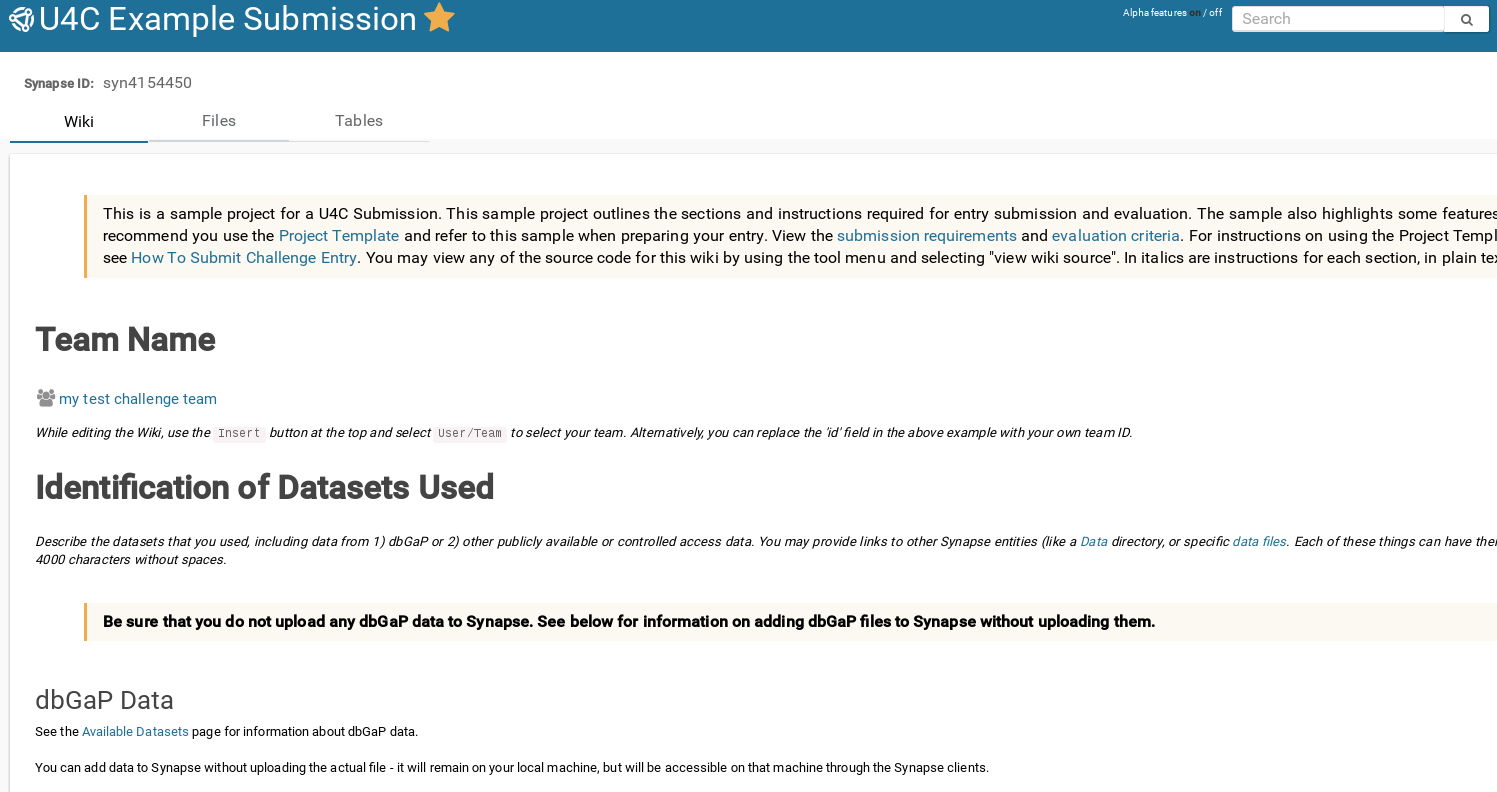 U4C Example Submission
Alpha features on / off
Search
Synapse ID: syn4154450
Wiki
Files
Tables
This is a sample project for a U4C Submission. This sample project outlines the sections and instructions required for entry submission and evaluation. The sample also highlights some features
recommend you use the Project Template and refer to this sample when preparing your entry. View the submission requirements and evaluation criteria. For instructions on using the Project Templ
see How To Submit Challenge Entry. You may view any of the source code for this wiki by using the tool menu and selecting "view wiki source". In italics are instructions for each section, in plain tex
Team Name
my test challenge team
While editing the Wiki, use the Insert button at the top and select User/Team to select your team. Alternatively, you can replace the 'id' field in the above example with your own team ID.
Identification of Datasets Used
Describe the datasets that you used, including data from 1) dbGaP or 2) other publicly available or controlled access data. You may provide links to other Synapse entities (like a Data directory, or specific data files. Each of these things can have thei
4000 characters without spaces.
Be sure that you do not upload any dbGaP data to Synapse. See below for information on adding dbGaP files to Synapse without uploading them.
dbGaP Data
See the Available Datasets page for information about dbGaP data.
You can add data to Synapse without uploading the actual file - it will remain on your local machine, but will be accessible on that machine through the Synapse clients.